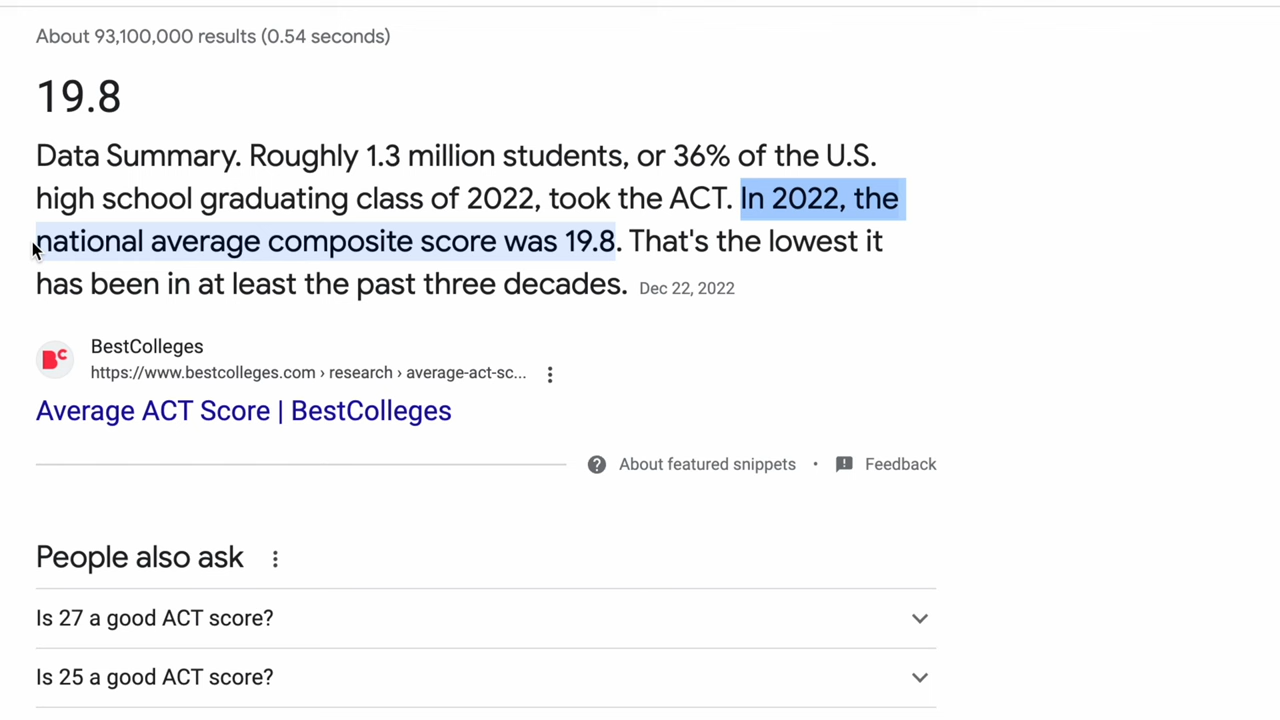 About 93,100,000 results (0.54 seconds)
19.8
Data Summary. Roughly 1.3 million students, or 36% of the U.S.
high school graduating class of 2022, took the ACT. In 2022, the
national average composite score was 19.8. That's the lowest it
has been in at least the past three decades. Dec 22, 2022
BC
BestColleges
https://www.bestcolleges.com › research › average-act-sc...
Average ACT Score | BestColleges
About featured snippets • Feedback
People also ask
Is 27 a good ACT score?
Is 25 a good ACT score?